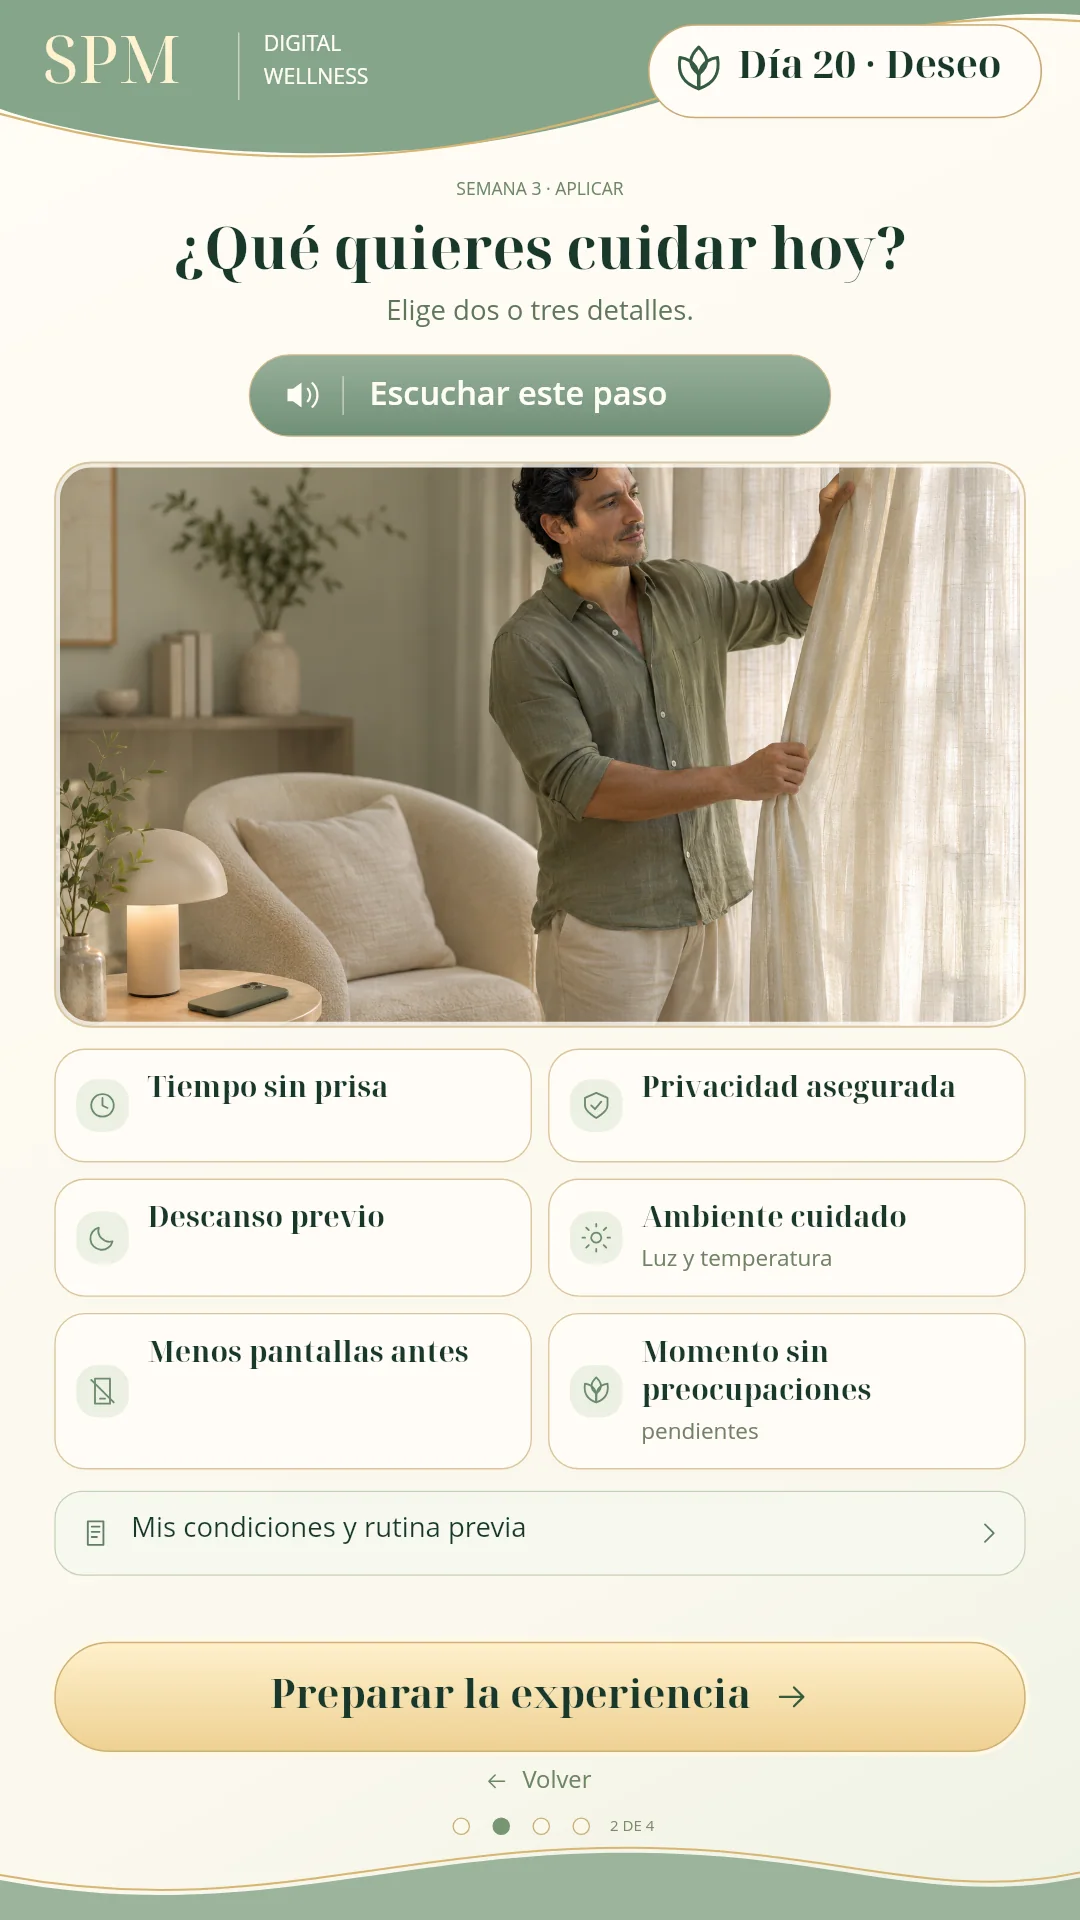 SPM
DIGITAL
WELLNESS
Día 20 · Deseo
SEMANA 3 · APLICAR
¿Qué quieres cuidar hoy?
Elige dos o tres detalles.
Escuchar este paso
Tiempo sin prisa
Privacidad asegurada
Descanso previo
Ambiente cuidado
Luz y temperatura
Menos pantallas antes
Momento sin
preocupaciones
pendientes
Mis condiciones y rutina previa
Preparar la experiencia →
← Volver
2 DE 4